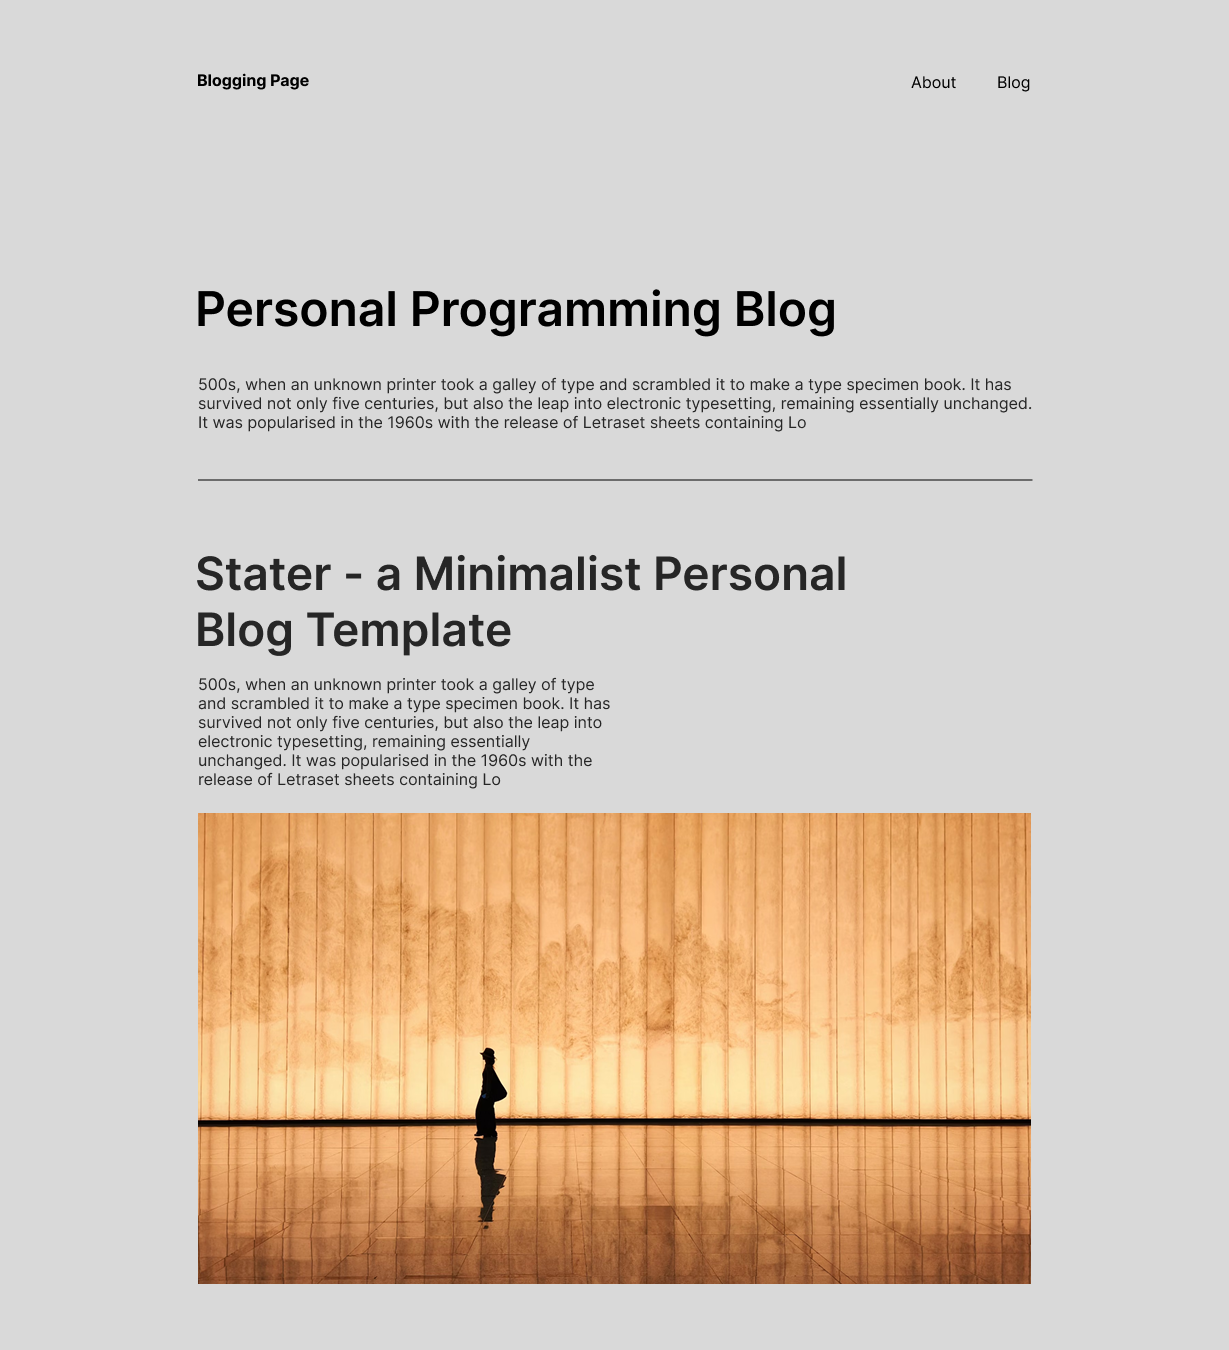 Blogging Page
About
Blog
Personal Programming Blog
500s, when an unknown printer took a galley of type and scrambled it to make a type specimen book. It has
survived not only five centuries, but also the leap into electronic typesetting, remaining essentially unchanged.
It was popularised in the 1960s with the release of Letraset sheets containing Lo
Stater - a Minimalist Personal
Blog Template
500s, when an unknown printer took a galley of type
and scrambled it to make a type specimen book. It has
survived not only five centuries, but also the leap into
electronic typesetting, remaining essentially
unchanged. It was popularised in the 1960s with the
release of Letraset sheets containing Lo